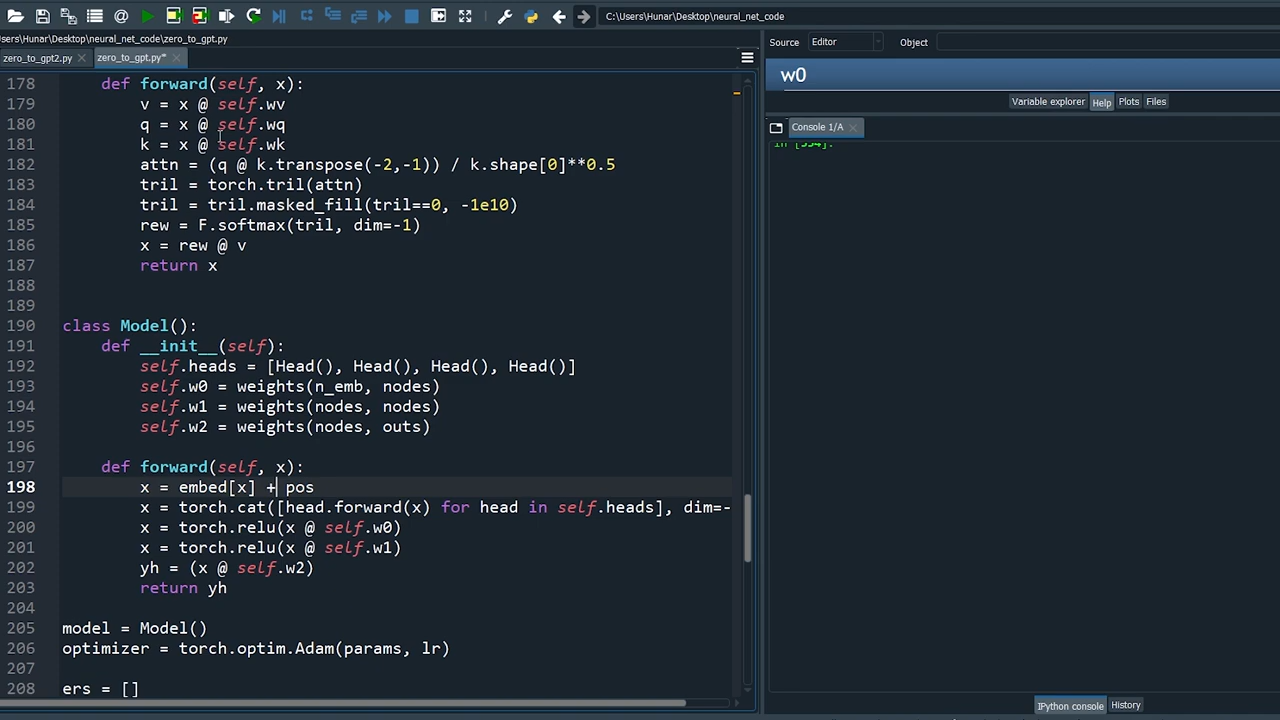 C:\Users\Hunar\Desktop\neural_net_code
sers\Hunar\Desktop\neural_net_code\zero_to_gpt.py
Source Editor Object
zero_to_gpt2.py zero_to_gpt.py*
w0
Variable explorer Help Plots Files
Console 1/A
178 def forward(self, x):
179 v = x @ self.wv
180 q = x @ self.wq
181 k = x @ self.wk
182 attn = (q @ k.transpose(-2,-1)) / k.shape[0]**0.5
183 tril = torch.tril(attn)
184 tril = tril.masked_fill(tril==0, -1e10)
185 rew = F.softmax(tril, dim=-1)
186 x = rew @ v
187 return x
188
189
190 class Model():
191 def __init__(self):
192 self.heads = [Head(), Head(), Head(), Head()]
193 self.w0 = weights(n_emb, nodes)
194 self.w1 = weights(nodes, nodes)
195 self.w2 = weights(nodes, outs)
196
197 def forward(self, x):
198 x = embed[x] + pos
199 x = torch.cat([head.forward(x) for head in self.heads], dim=-
200 x = torch.relu(x @ self.w0)
201 x = torch.relu(x @ self.w1)
202 yh = (x @ self.w2)
203 return yh
204
205 model = Model()
206 optimizer = torch.optim.Adam(params, lr)
207
208 ers = []
IPython console History